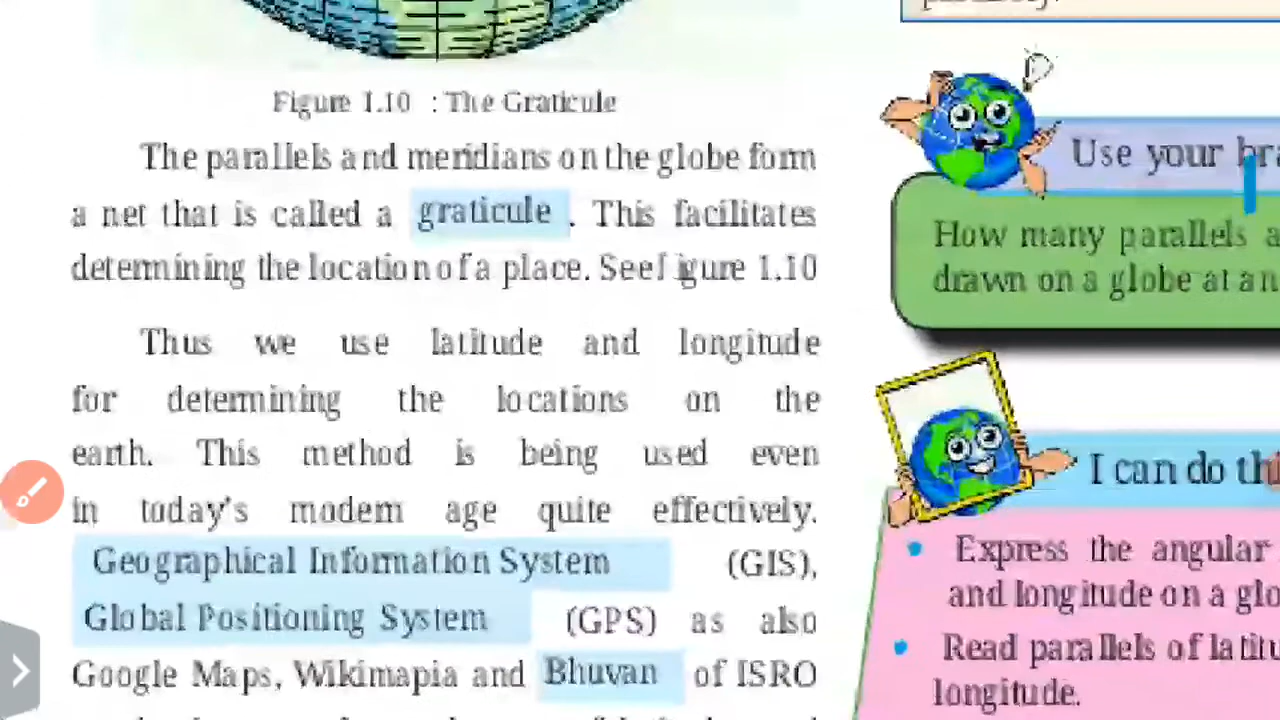 Figure 1.10 : The Graticule
The parallels and meridians on the globe form
a net that is called a graticule . This facilitates
determining the location of a place. See figure 1.10
Thus we use latitude and longitude
for determining the locations on the
earth. This method is being used even
in today's modern age quite effectively.
Geographical Information System (GIS),
Global Positioning System (GPS) as also
Google Maps, Wikimapia and Bhuvan of ISRO
Use your
How many parallels
drawn on a globe at an
I can do
Express the angular
and longitude on a
Read parallels of
longitude.